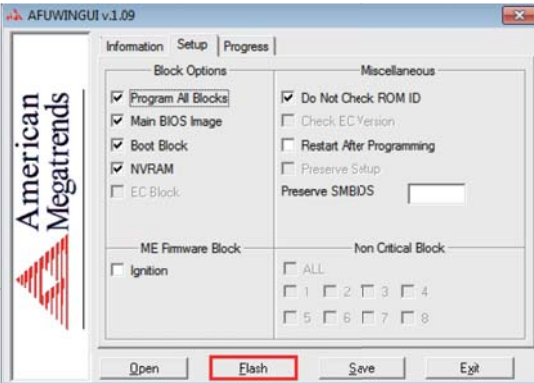 AFUWINGUI v.1.09
American
Megatrends
Information Setup Progress
Block Options
Program All Blocks
Main BIOS Image
Boot Block
NVRAM
EC Block
Miscellaneous
Do Not Check ROM ID
Check EC Version
Restart After Programming
Preserve Setup
Preserve SMBIOS
ME Firmware Block
Ignition
Non Critical Block
ALL
1 2 3 4
5 6 7 8
Open Flash Save Exit